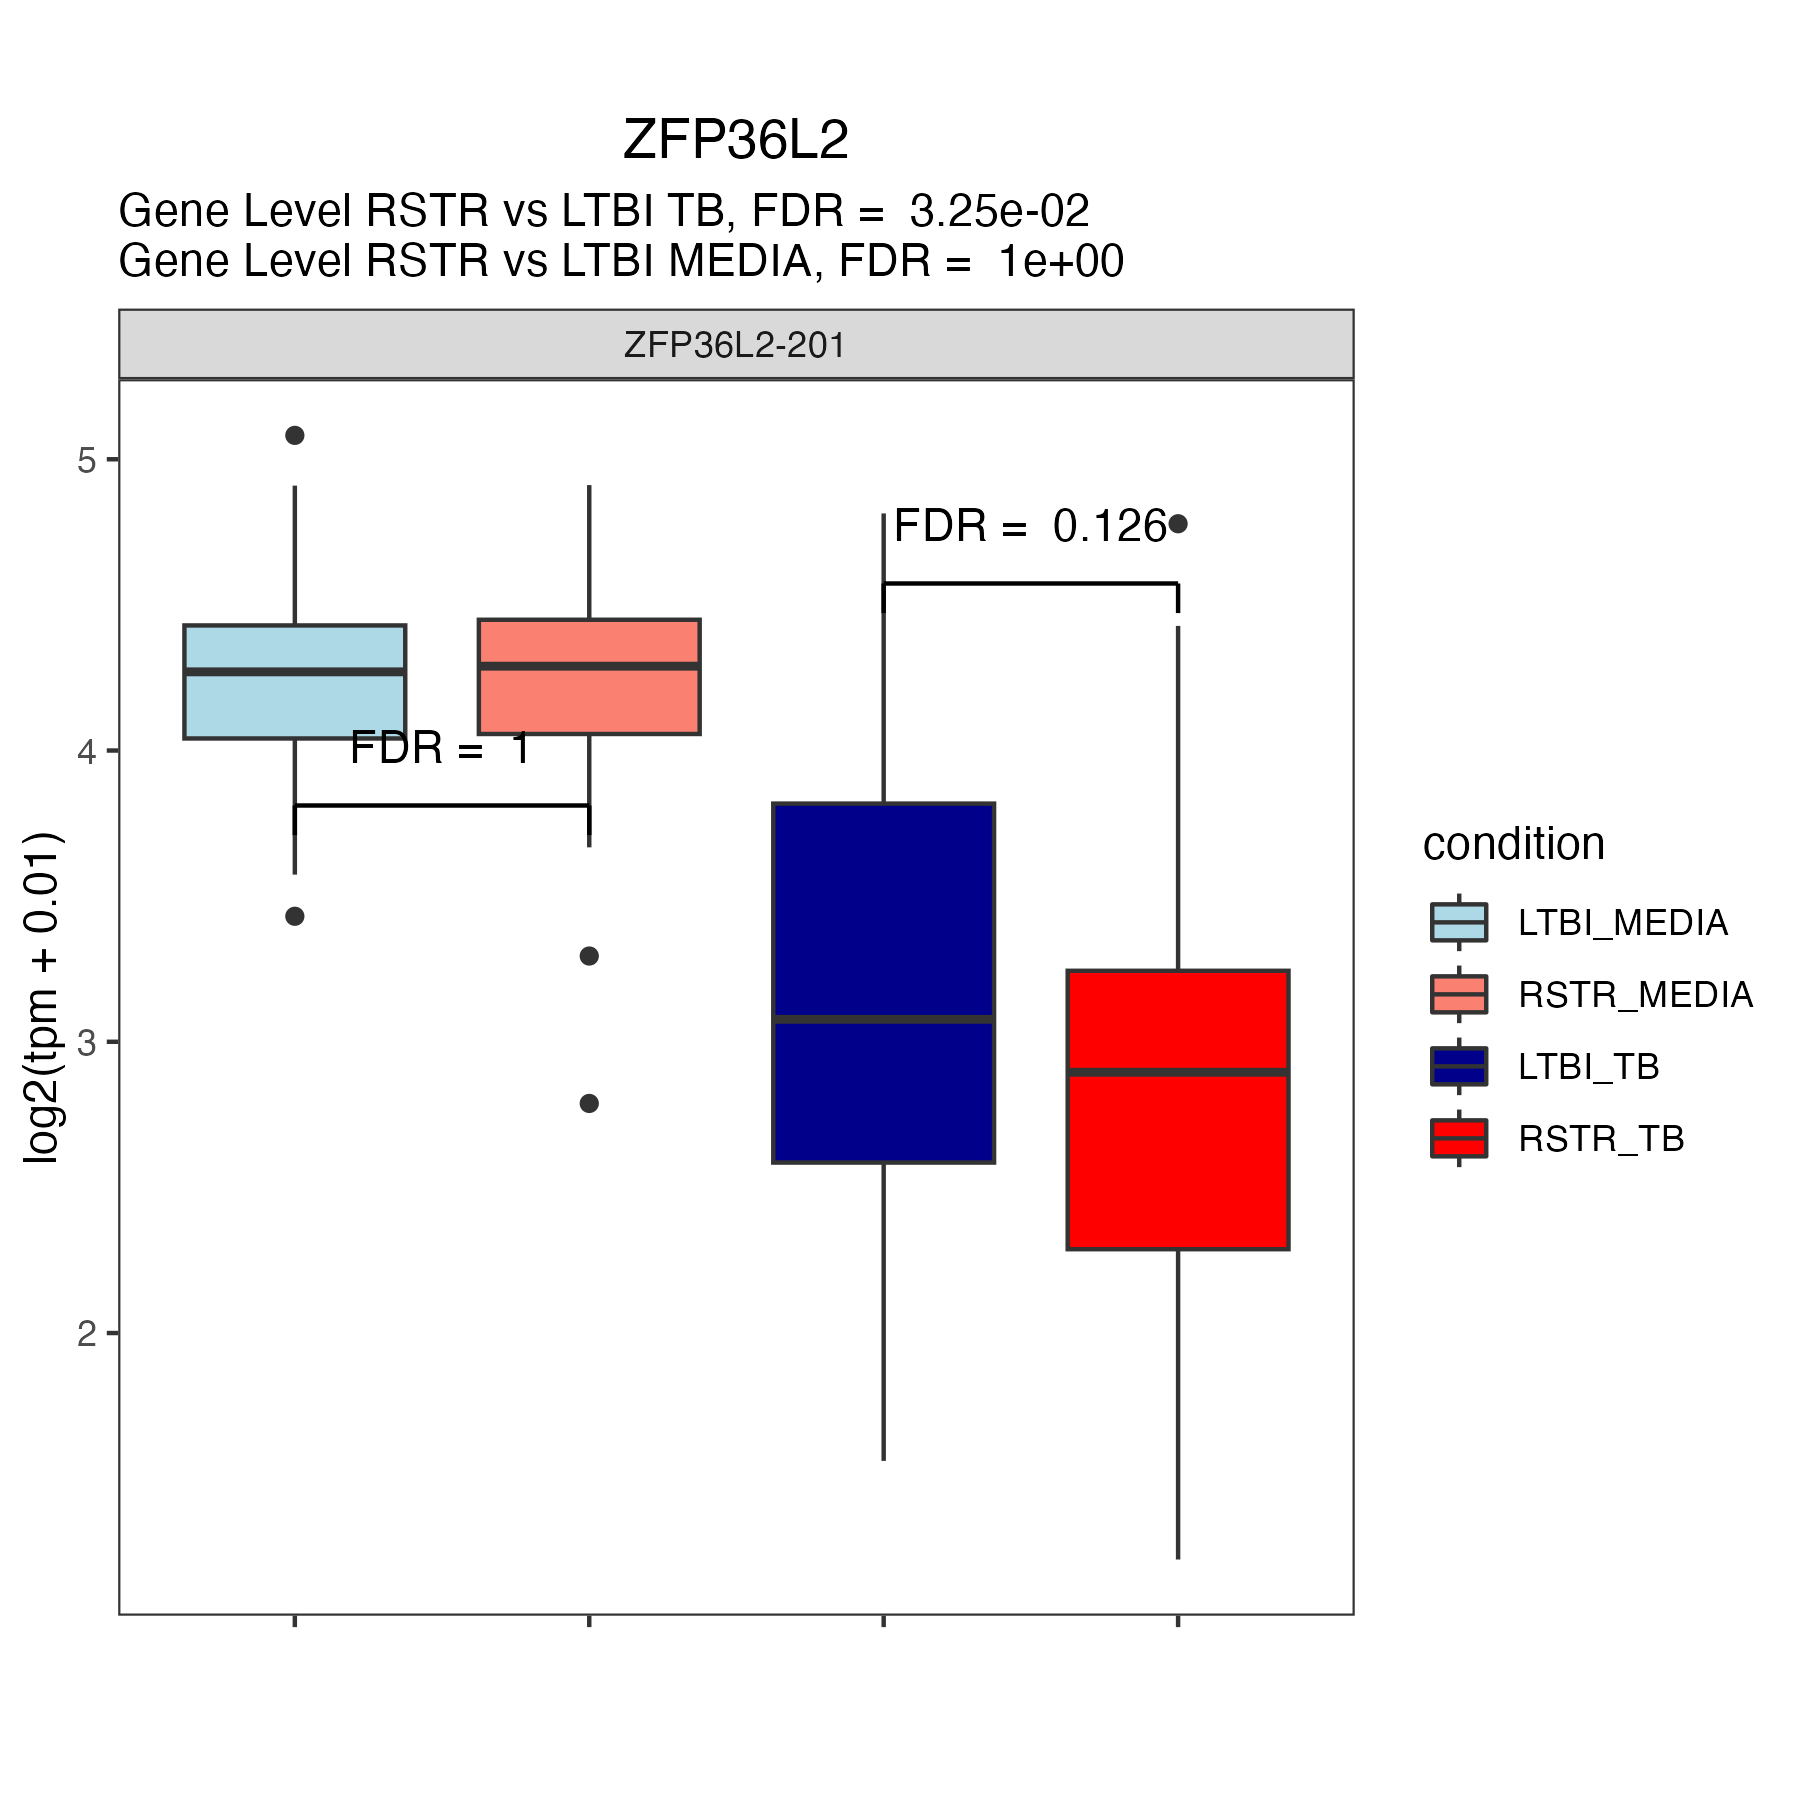 ZFP36L2
Gene Level RSTR vs LTBI TB, FDR =  3.25e-02
Gene Level RSTR vs LTBI MEDIA, FDR =  1e+00
ZFP36L2-201
5
4
3
2
log2(tpm + 0.01)
FDR =  1
FDR =  0.126
condition
LTBI_MEDIA
RSTR_MEDIA
LTBI_TB
RSTR_TB